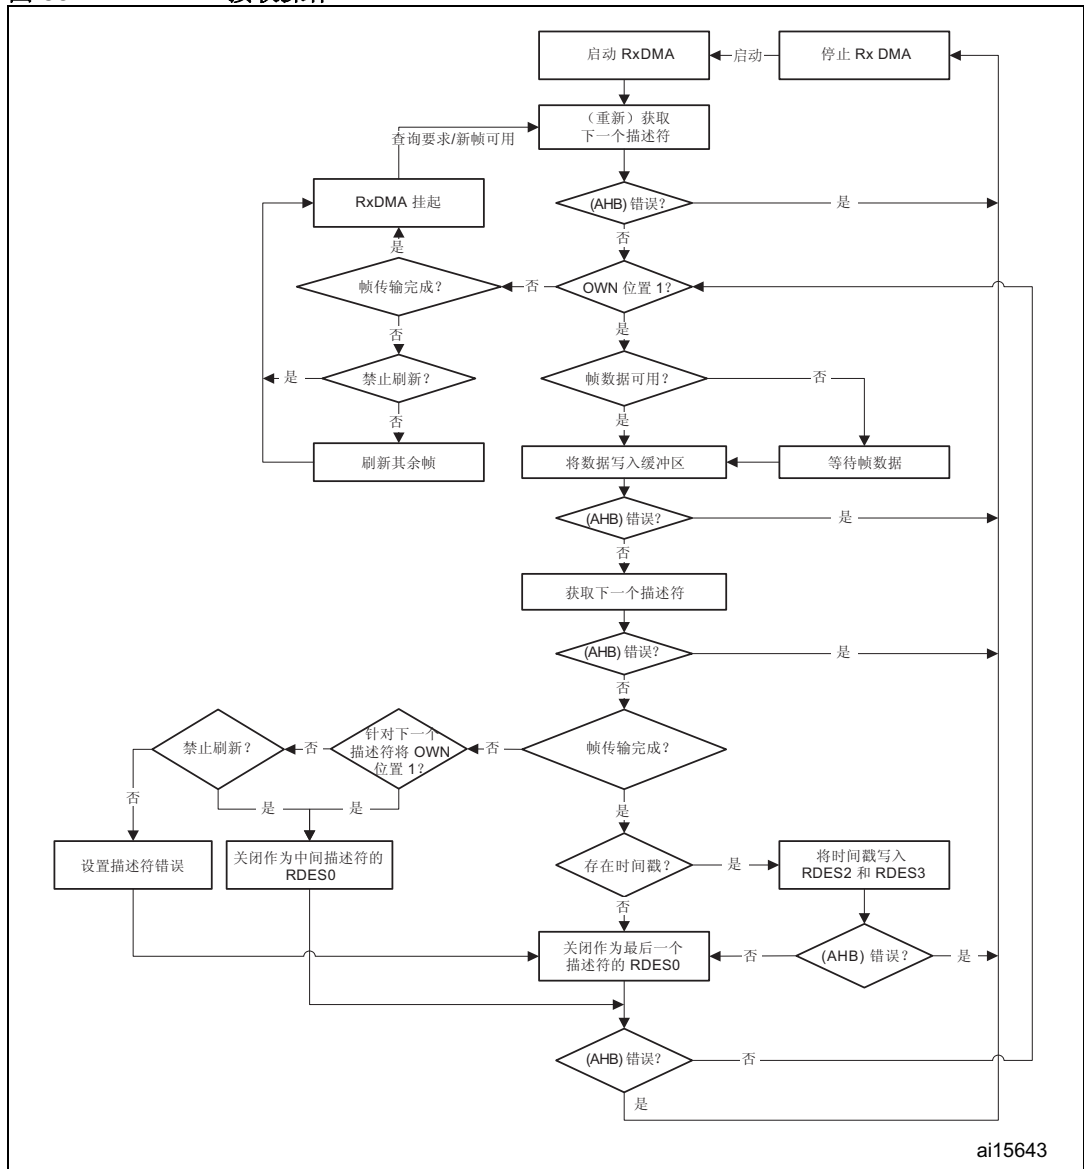 启动 RxDMA
启动
停止 Rx DMA
（重新）获取
下一个描述符
查询要求/新帧可用
RxDMA 挂起
(AHB) 错误？
是
否
是
帧传输完成？
否
OWN 位置 1？
否
是
是
禁止刷新？
帧数据可用？
否
否
是
刷新其余帧
将数据写入缓冲区
等待帧数据
(AHB) 错误？
是
否
获取下一个描述符
(AHB) 错误？
是
否
禁止刷新？
否
针对下一个
描述符将 OWN
位置 1？
否
帧传输完成？
否
是
是
是
设置描述符错误
关闭作为中间描述符的
RDES0
存在时间戳？
是
将时间戳写入
RDES2 和 RDES3
否
关闭作为最后一个
描述符的 RDES0
否
(AHB) 错误？
是
(AHB) 错误？
否
是
ai15643